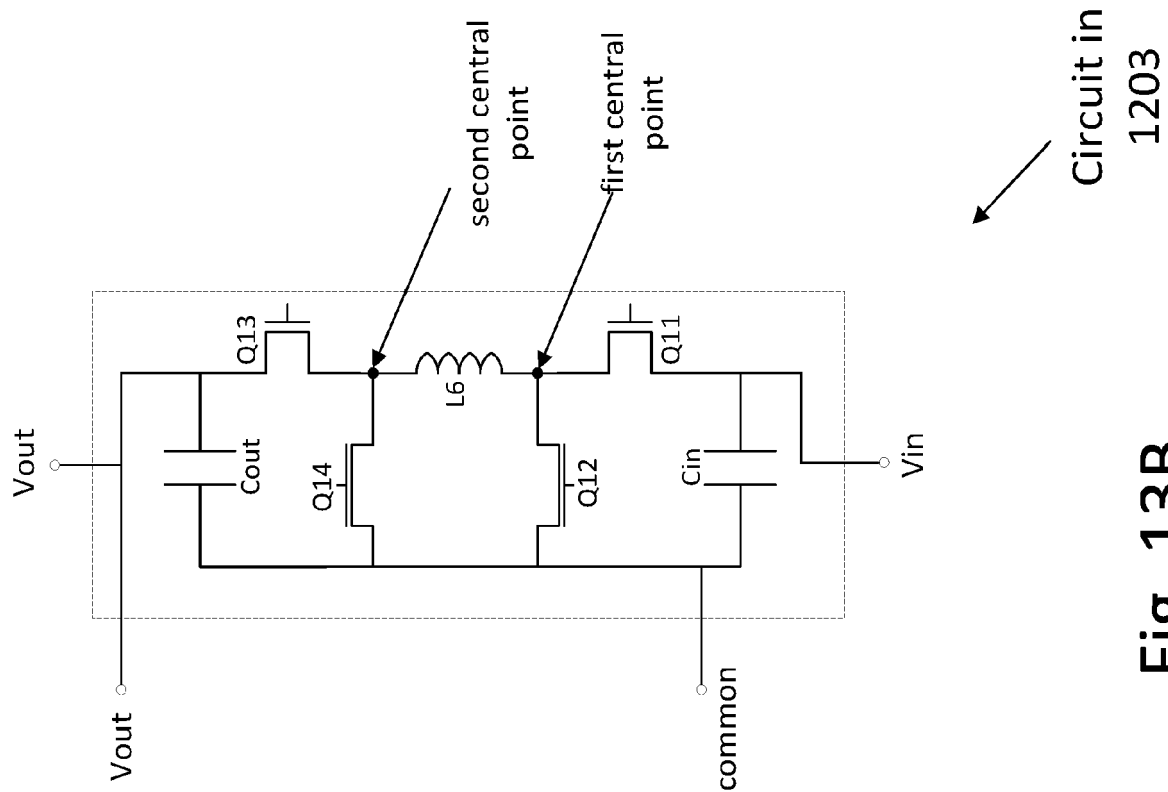 Vout
Vout
Cout
Q13
second central
point
Q14
L6
first central
point
Q12
Q11
Cin
Vin
common
Circuit in
1203
Fig. 13B